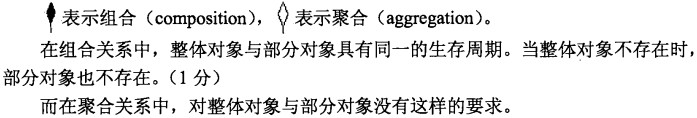 表示组合（composition），表示聚合（aggregation）。
在组合关系中，整体对象与部分对象具有同一的生存周期。当整体对象不存在时，
部分对象也不存在。（1 分）
而在聚合关系中，对整体对象与部分对象没有这样的要求。